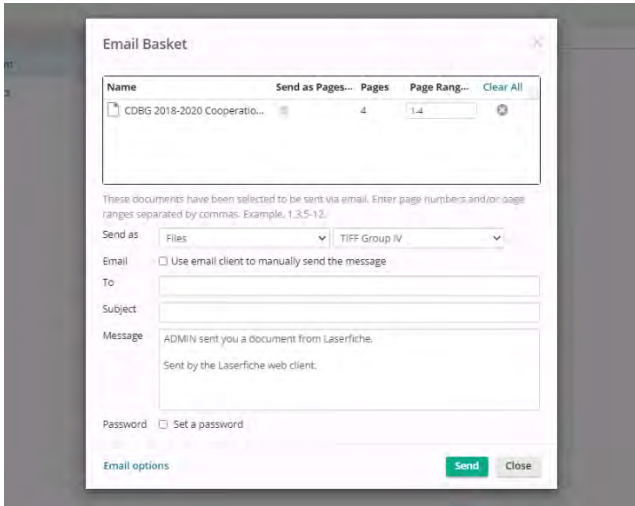 Email Basket
Name Send as Pages... Pages Page Rang... Clear All
CDBG 2018-2020 Cooperatio... 4 1-4
These documents have been selected to be sent via email. Enter page numbers and/or page
ranges separated by commas. Example, 1,3,5-12.
Send as Files TIFF Group IV
Email Use email client to manually send the message
To
Subject
Message ADMIN sent you a document from Laserfiche.
Sent by the Laserfiche web client.
Password Set a password
Email options Send Close